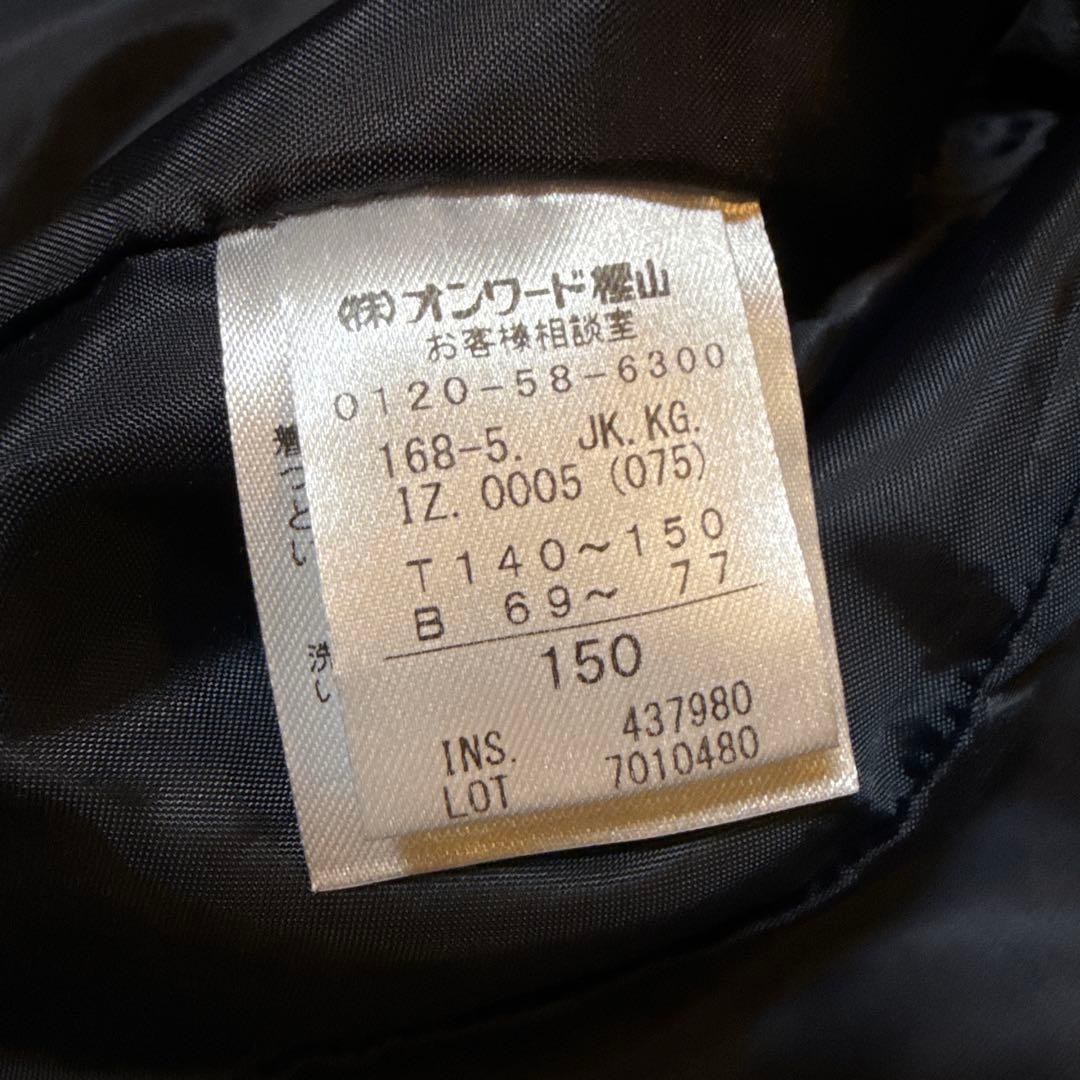 (株)オンワード樫山
お客様相談室
0120-58-6300
168-5. JK.KG.
1Z. 0005 (075)
T140~150
B 69~ 77
150
INS. 437980
LOT 7010480